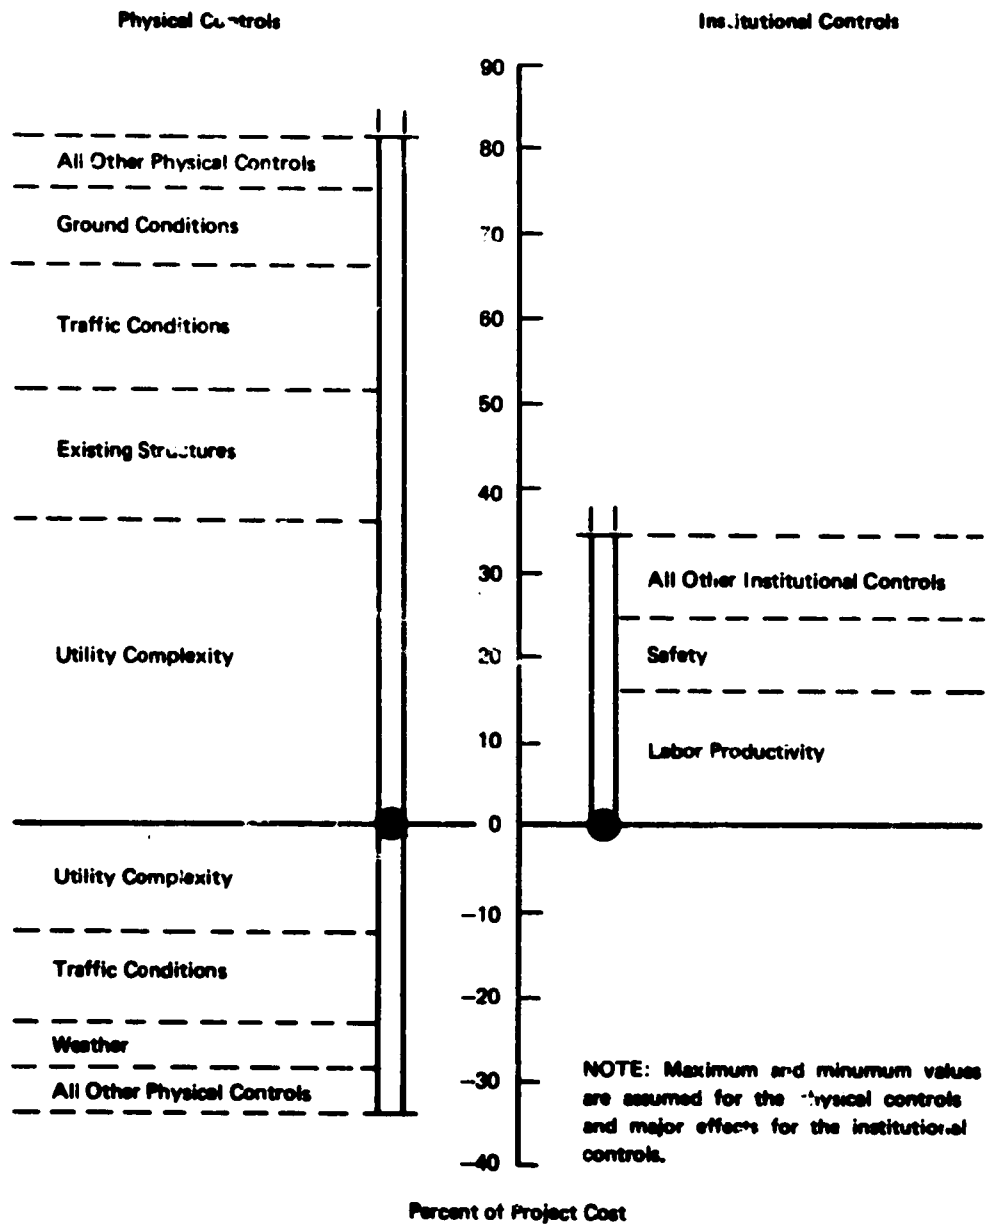 Physical Controls
Institutional Controls
90
All Other Physical Controls
80
Ground Conditions
70
Traffic Conditions
60
50
Existing Structures
40
30
All Other Institutional Controls
Utility Complexity
20
Safety
10
Labor Productivity
0
Utility Complexity
-10
Traffic Conditions
-20
Weather
-30
All Other Physical Controls
NOTE: Maximum and minumum values
are assumed for the physical controls
and major effects for the institutional
controls.
-40
Percent of Project Cost